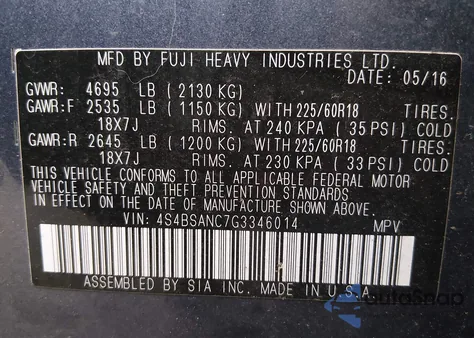 MFD BY FUJI HEAVY INDUSTRIES LTD.
DATE: 05/16
GVWR: 4695 LB ( 2130 KG)
GAWR:F 2535 LB ( 1150 KG) WITH 225/60R18 TIRES.
18X7J RIMS. AT 240 KPA ( 35 PSI) COLD
GAWR:R 2645 LB ( 1200 KG) WITH 225/60R18 TIRES.
18X7J RIMS. AT 230 KPA ( 33 PSI) COLD
THIS VEHICLE CONFORMS TO ALL APPLICABLE FEDERAL MOTOR
VEHICLE SAFETY AND THEFT PREVENTION STANDARDS
IN EFFECT ON THE DATE OF MANUFACTURE SHOWN ABOVE.
VIN: 4S4BSANC7G3346014 MPV
ASSEMBLED BY SIA INC. MADE IN U.S.A.
AutoSnap